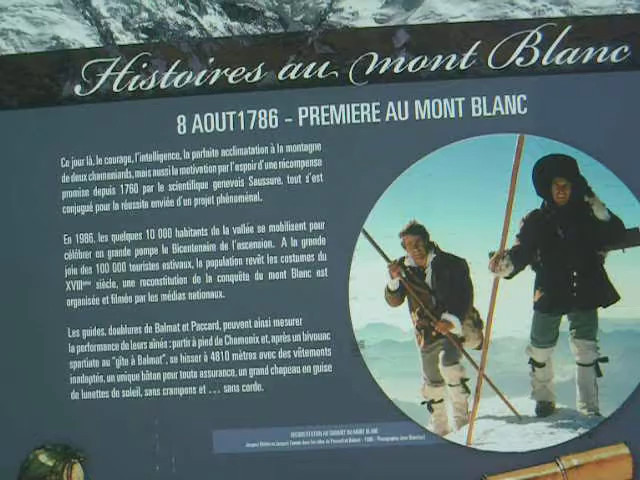 Histoires au mont Blanc
8 AOUT1786 - PREMIERE AU MONT BLANC
Ce jour là, le courage, l'intelligence, la parfaite acclimatation à la montagne
de deux chamoniards, mais aussi la motivation par l'espoir d'une récompense
promise depuis 1760 par le scientifique genevois Saussure, tout s'est
conjugué pour la réussite enviée d'un projet phénoménal.
En 1986, les quelques 10 000 habitants de la vallée se mobilisent pour
célébrer en grande pompe le Bicentenaire de l'ascension. A la grande
joie des 100 000 touristes estivaux, la population revêt les costumes du
XVIIIème siècle, une reconstitution de la conquête du mont Blanc est
organisée et filmée par les médias nationaux.
Les guides, doublures de Balmat et Paccard, peuvent ainsi mesurer
la performance de leurs aînés : partir à pied de Chamonix et, après un bivouac
spartiate au "gîte à Balmat", se hisser à 4810 mètres avec des vêtements
inadaptés, un unique bâton pour toute assurance, un grand chapeau en guise
de lunettes de soleil, sans crampons et ... sans corde.
RECONSTITUTION AU SOMMET DU MONT BLANC